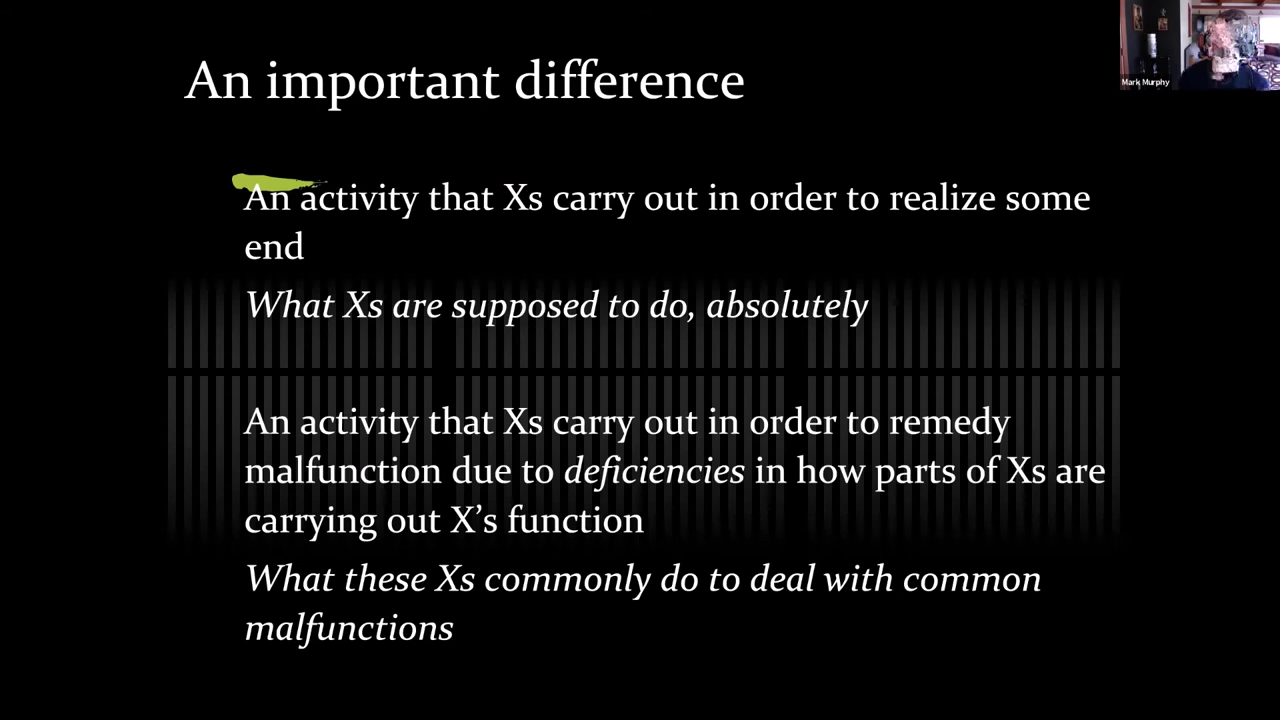 An important difference
Mark Murphy
An activity that Xs carry out in order to realize some
end
What Xs are supposed to do, absolutely
An activity that Xs carry out in order to remedy
malfunction due to deficiencies in how parts of Xs are
carrying out X’s function
What these Xs commonly do to deal with common
malfunctions